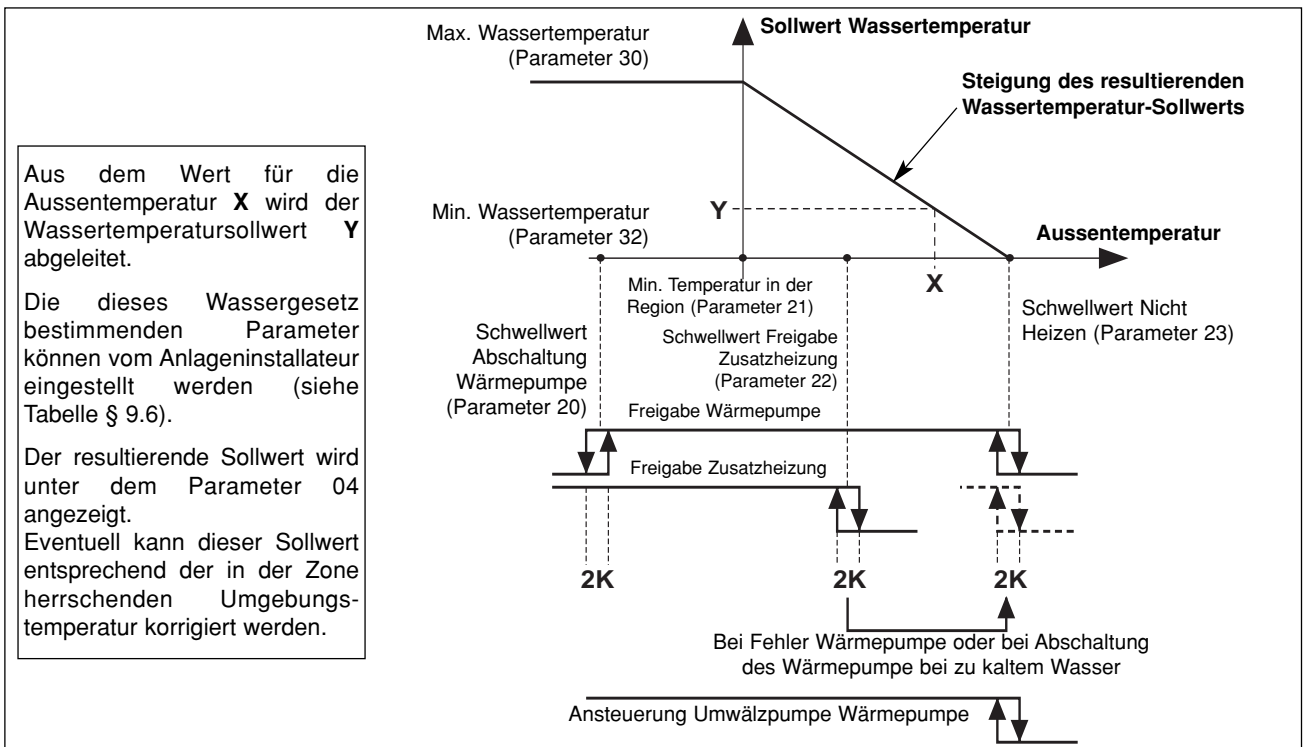 Aus dem Wert für die
Aussentemperatur X wird der
Wassertemperatursollwert Y
abgeleitet.
Die dieses Wassergesetz
bestimmenden Parameter
können vom Anlageninstallateur
eingestellt werden (siehe
Tabelle § 9.6).
Der resultierende Sollwert wird
unter dem Parameter 04
angezeigt.
Eventuell kann dieser Sollwert
entsprechend der in der Zone
herrschenden Umgebungs-
temperatur korrigiert werden.
Max. Wassertemperatur
(Parameter 30)
Sollwert Wassertemperatur
Steigung des resultierenden
Wassertemperatur-Sollwerts
Min. Wassertemperatur
(Parameter 32)
Y
Aussentemperatur
X
Min. Temperatur in der
Region (Parameter 21)
Schwellwert Nicht
Heizen (Parameter 23)
Schwellwert
Abschaltung
Wärmepumpe
(Parameter 20)
Schwellwert Freigabe
Zusatzheizung
(Parameter 22)
Freigabe Wärmepumpe
Freigabe Zusatzheizung
2K
2K
2K
Bei Fehler Wärmepumpe oder bei Abschaltung
des Wärmepumpe bei zu kaltem Wasser
Ansteuerung Umwälzpumpe Wärmepumpe